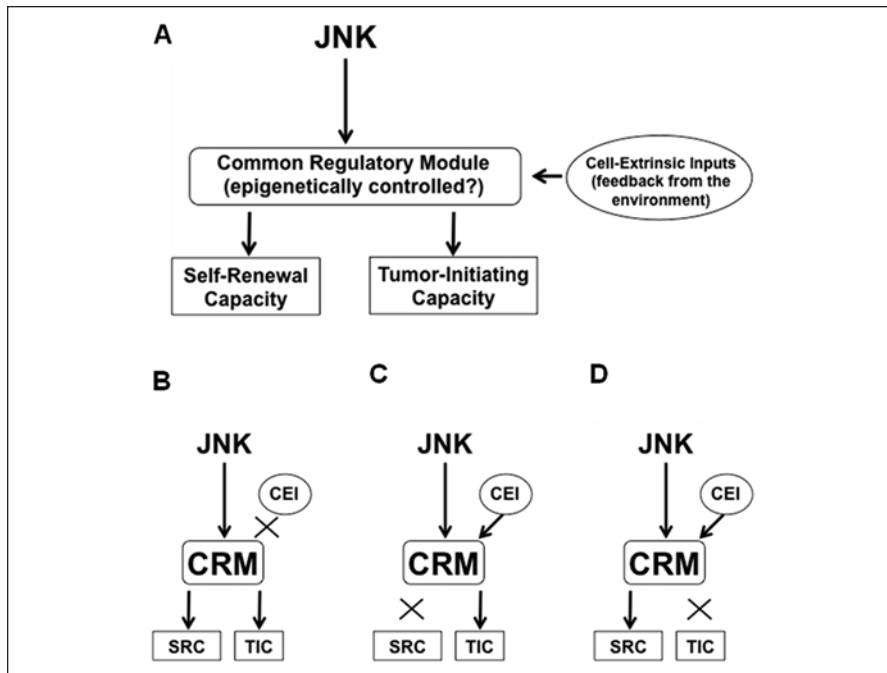 A
JNK
Common Regulatory Module
(epigenetically controlled?)
Cell-Extrinsic Inputs
(feedback from the
environment)
Self-Renewal
Capacity
Tumor-Initiating
Capacity
B
JNK
CEI
CRM
SRC
TIC
C
JNK
CEI
CRM
SRC
TIC
D
JNK
CEI
CRM
SRC
TIC